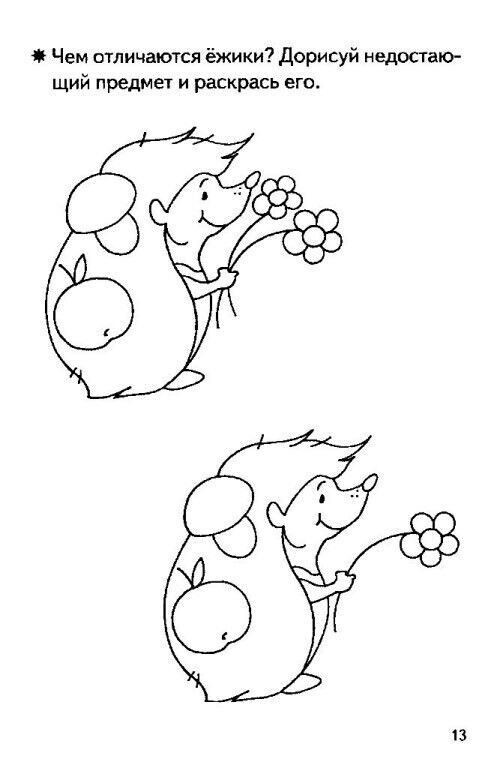 ✷ Чем отличаются ёжики? Дорисуй недостаю-
щий предмет и раскрась его.
13